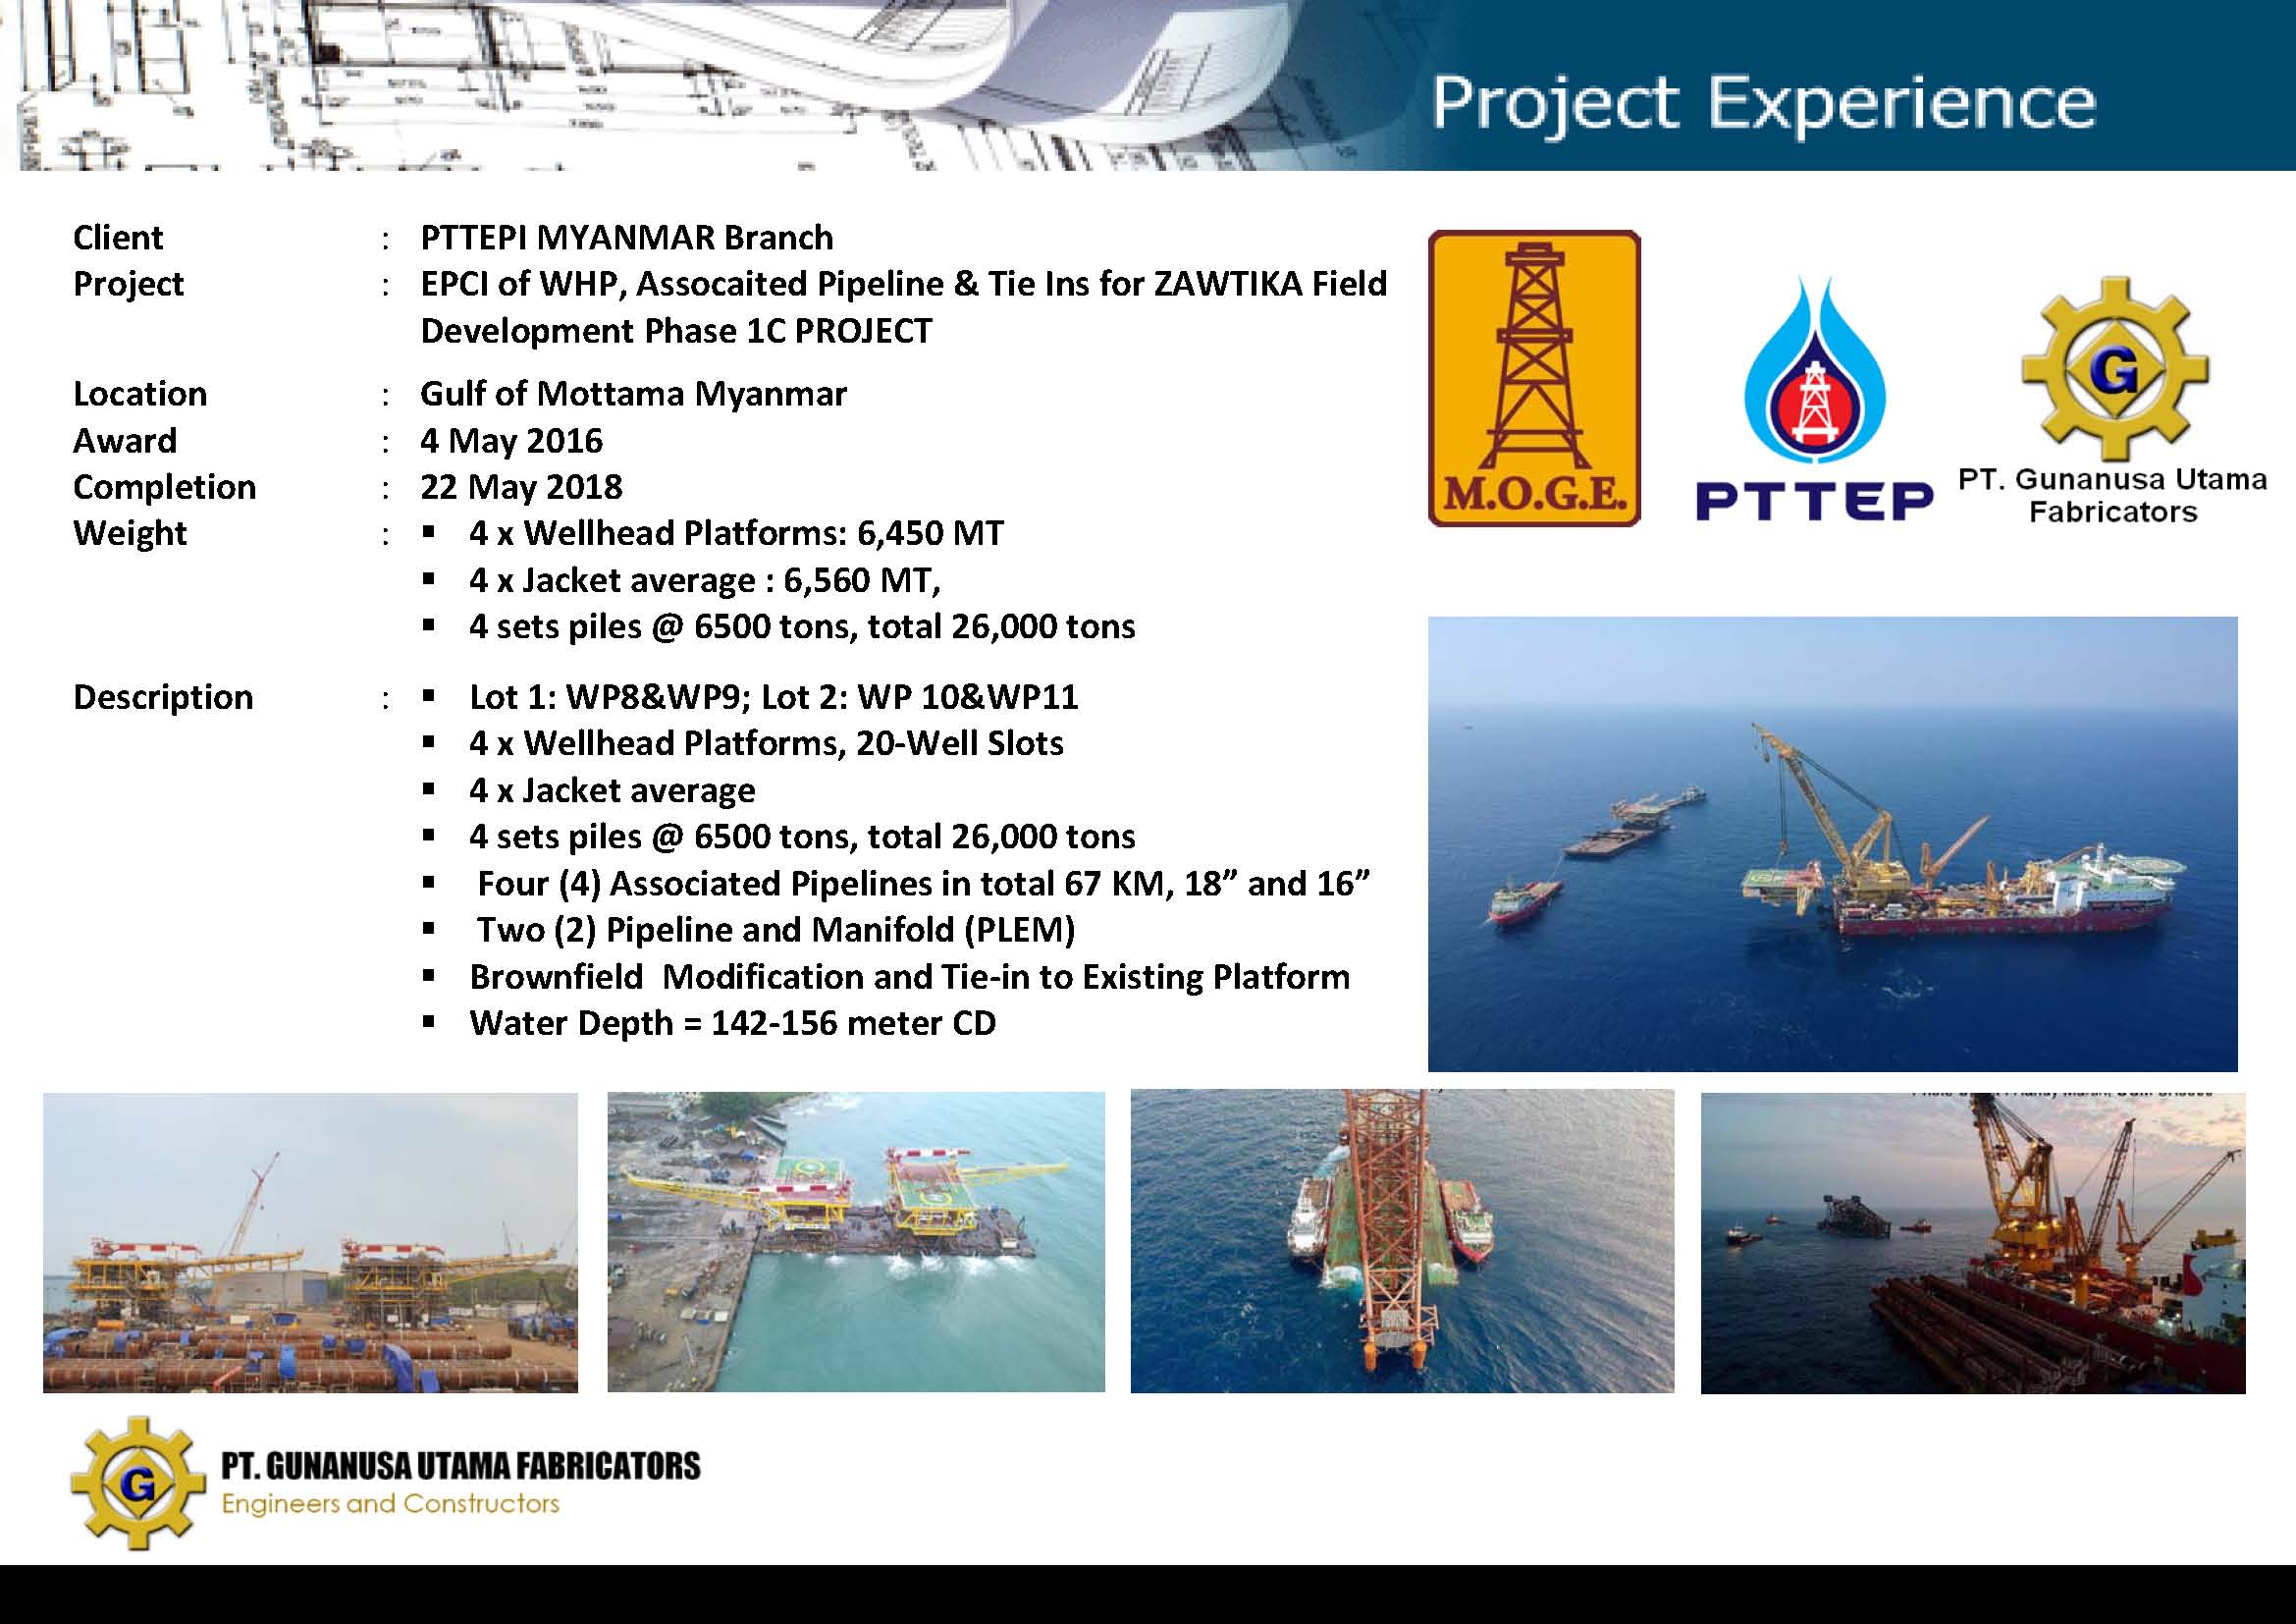 Project Experience
Client : PTTEPI MYANMAR Branch
Project : EPCI of WHP, Assocaited Pipeline & Tie Ins for ZAWTIKA Field
Development Phase 1C PROJECT
Location : Gulf of Mottama Myanmar
Award : 4 May 2016
Completion : 22 May 2018
Weight : ▪ 4 x Wellhead Platforms: 6,450 MT
▪ 4 x Jacket average : 6,560 MT,
▪ 4 sets piles @ 6500 tons, total 26,000 tons
Description : ▪ Lot 1: WP8&WP9; Lot 2: WP 10&WP11
▪ 4 x Wellhead Platforms, 20-Well Slots
▪ 4 x Jacket average
▪ 4 sets piles @ 6500 tons, total 26,000 tons
▪ Four (4) Associated Pipelines in total 67 KM, 18” and 16”
▪ Two (2) Pipeline and Manifold (PLEM)
▪ Brownfield Modification and Tie-in to Existing Platform
▪ Water Depth = 142-156 meter CD
M.O.G.E.
PTTEP
G
PT. Gunanusa Utama
Fabricators
G
PT. GUNANUSA UTAMA FABRICATORS
Engineers and Constructors